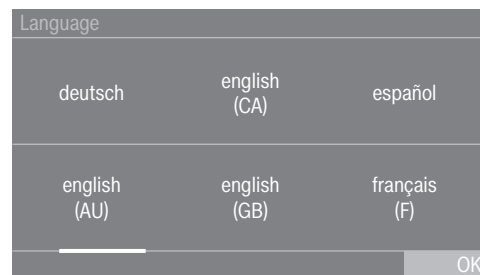 Language
deutsch
english
(CA)
español
english
(AU)
english
(GB)
français
(F)
OK